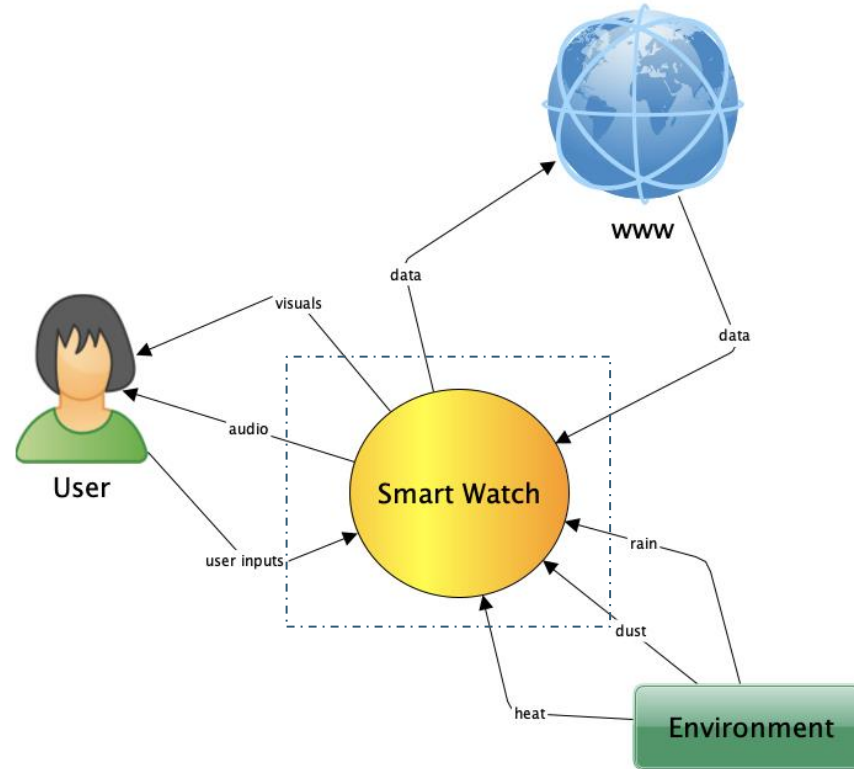 www
data
visuals
data
audio
User
Smart Watch
user inputs
rain
dust
heat
Environment